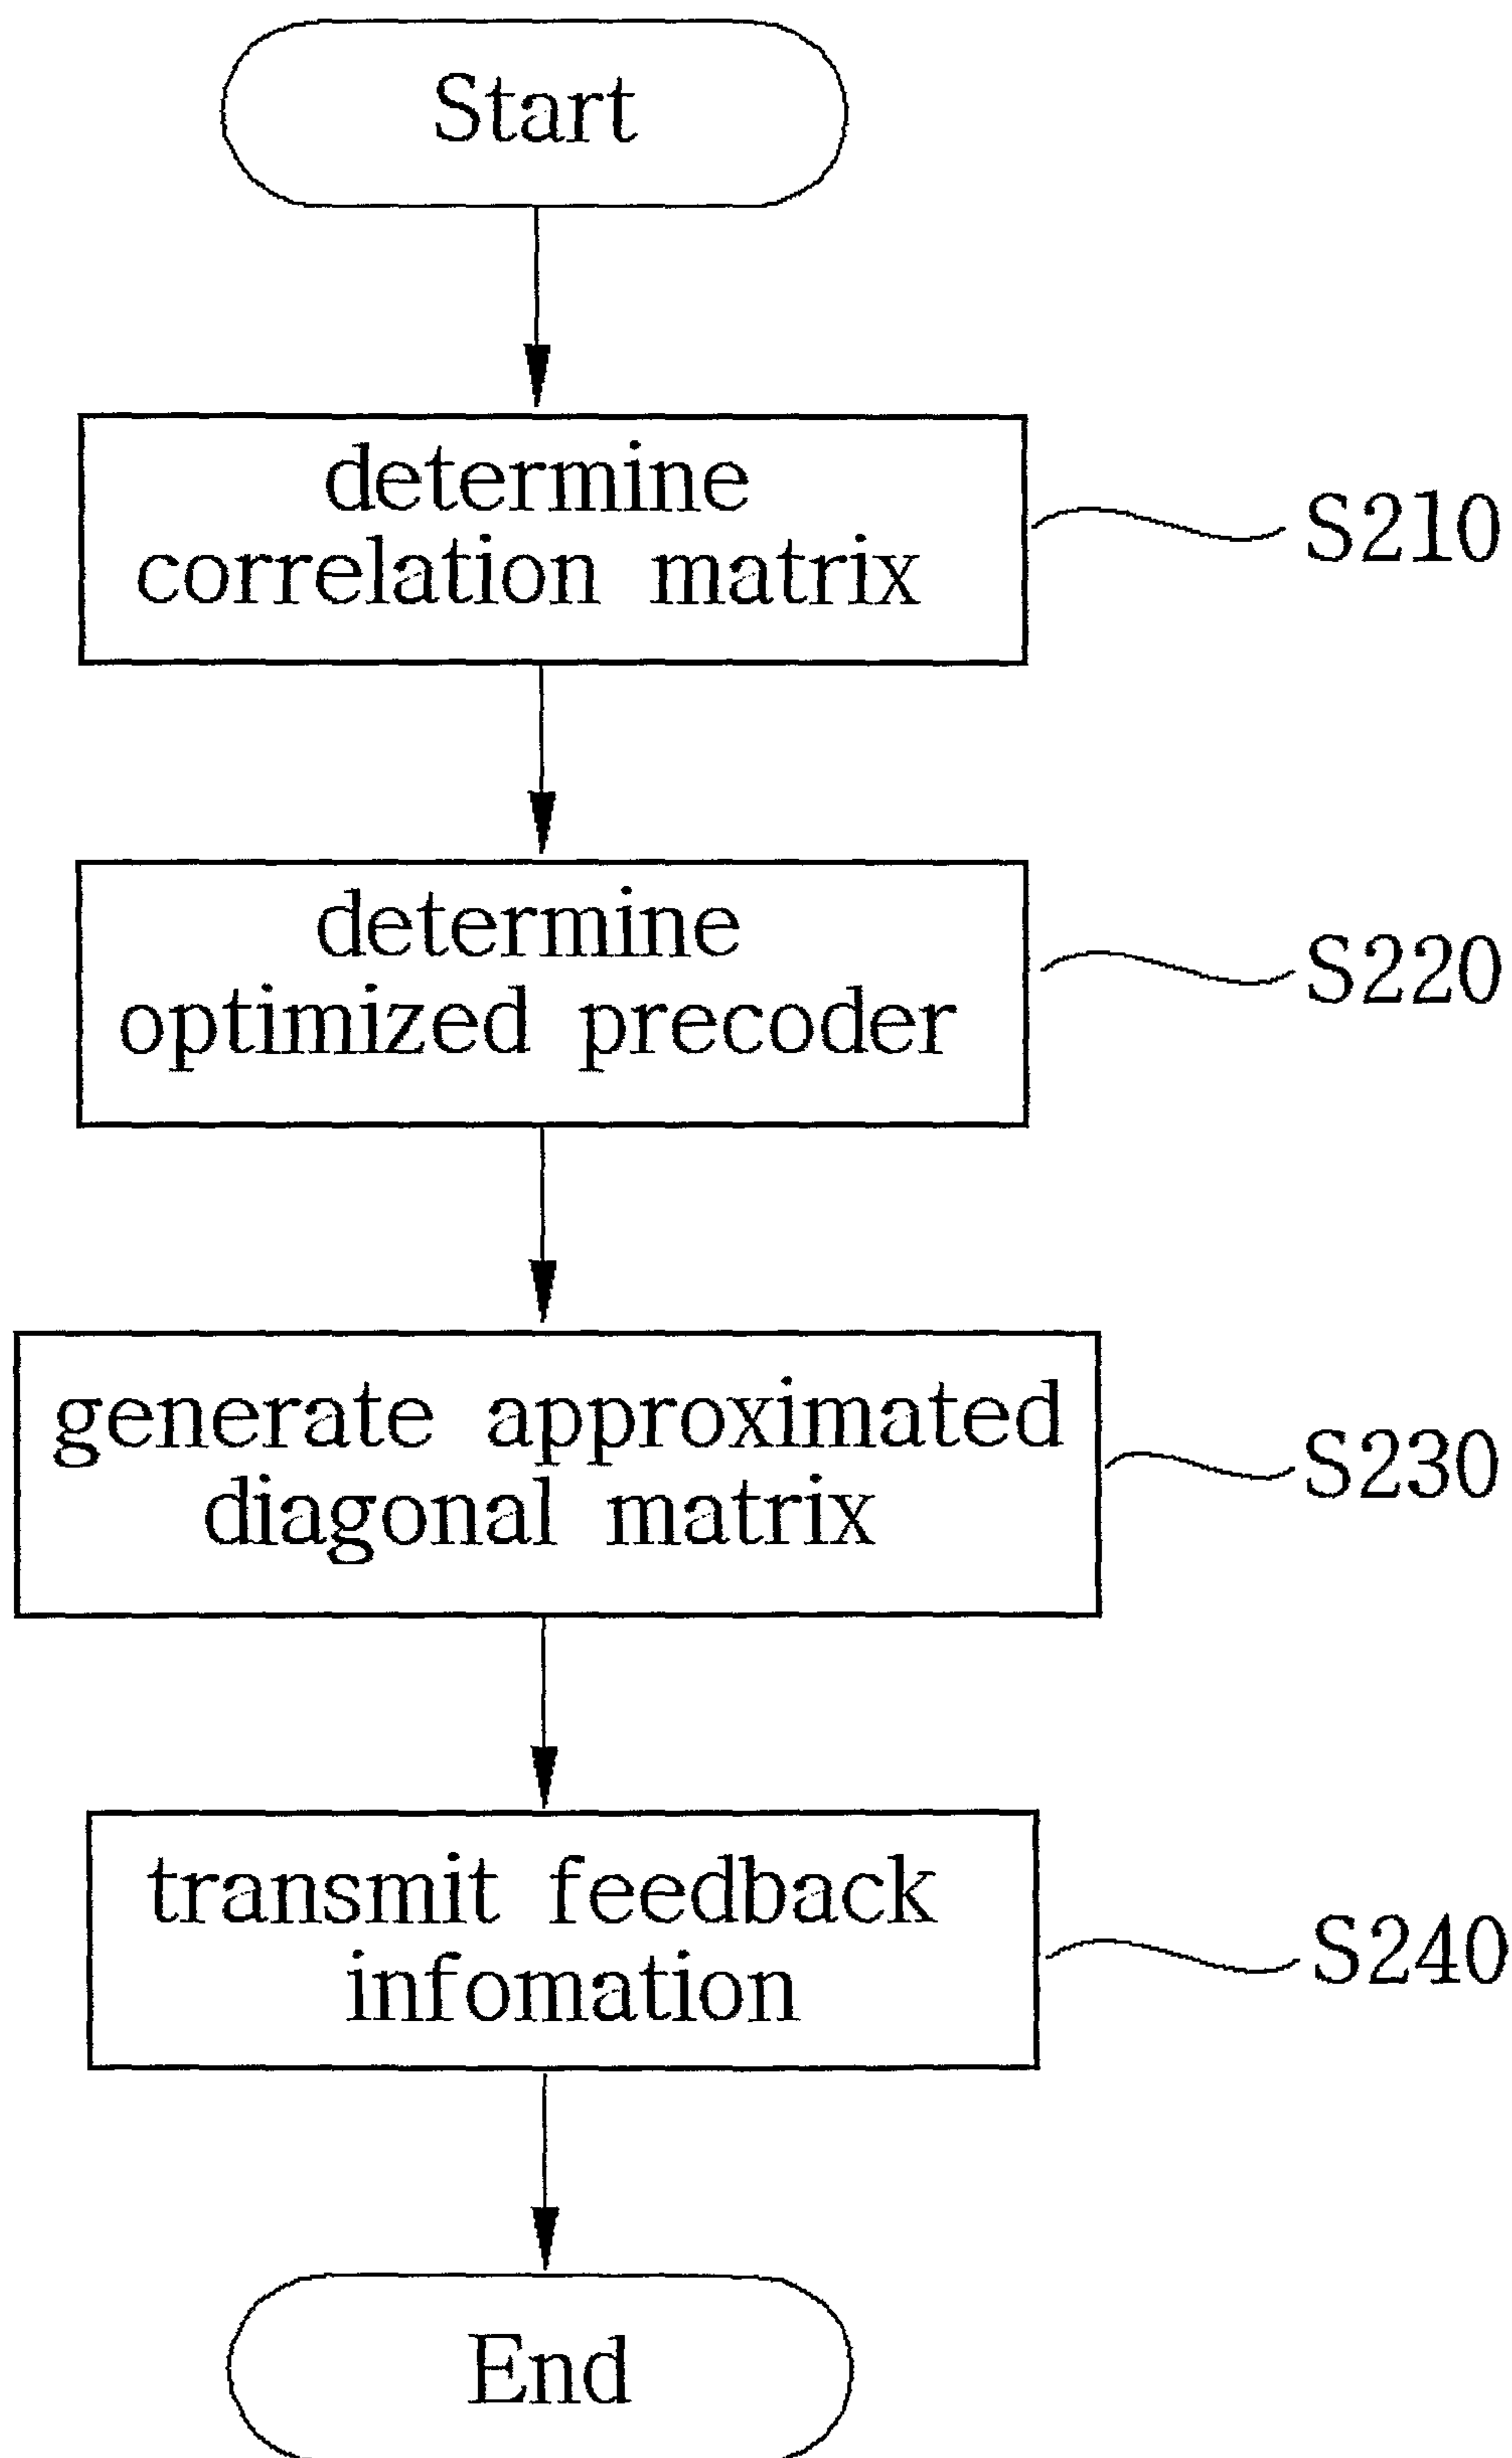 Start
determine
correlation matrix
S210
determine
optimized precoder
S220
generate approximated
diagonal matrix
S230
transmit feedback
infomation
S240
End